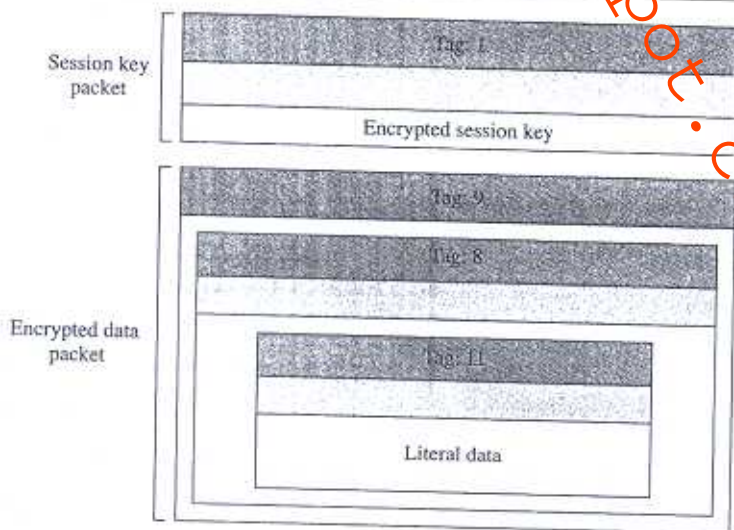 Tag: 1
Session key
packet
Encrypted session key
Tag: 9
Tag: 8
Encrypted data
packet
Tag: 11
Literal data
pot.c